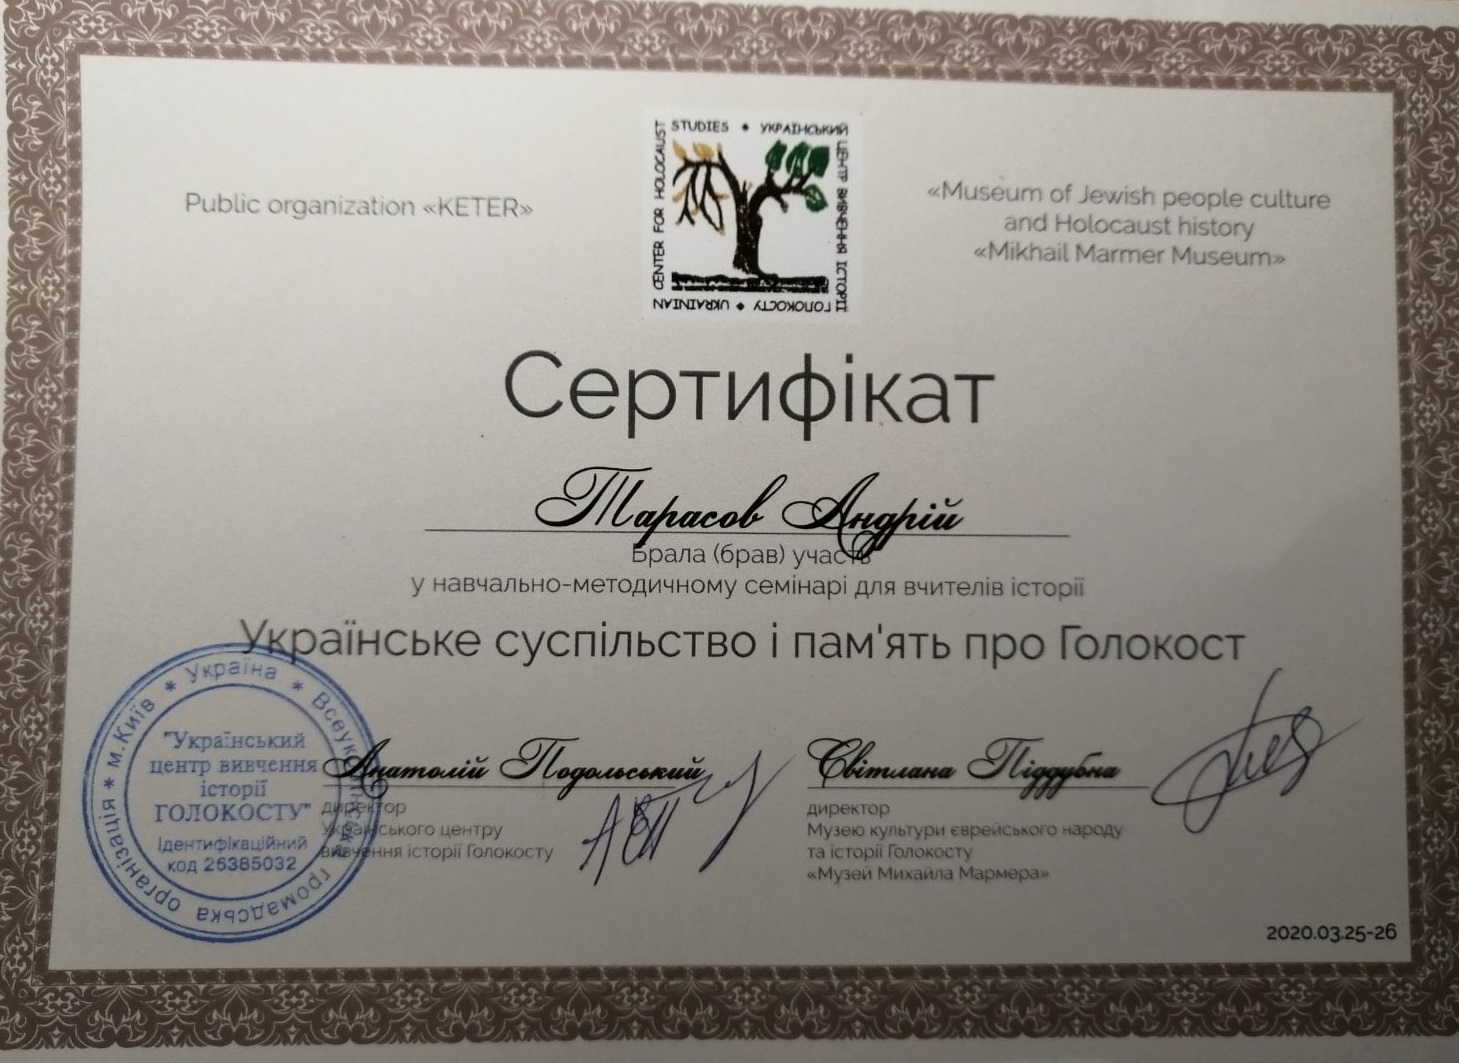 Public organization «KETER»
CENTER FOR HOLOCAUST STUDIES * УКРАЇНСЬКИЙ ЦЕНТР ВИВЧЕННЯ ІСТОРІЇ ГОЛОКОСТУ * UKRAINIAN
«Museum of Jewish people culture
and Holocaust history
«Mikhail Marmer Museum»
Сертифікат
Тарасов Андрій
Брала (брав) участь
у навчально-методичному семінарі для вчителів історії
Українське суспільство і пам'ять про Голокост
Анатолій Подольський
директор
Українського центру
вивчення історії Голокосту
Світлана Піддубна
директор
Музею культури єврейського народу
та історії Голокосту
«Музей Михайла Мармера»
* м.Київ * Україна *
громадська організація
"Український
центр вивчення
історії
ГОЛОКОСТУ"
Ідентифікаційний
код 26385032
2020.03.25-26